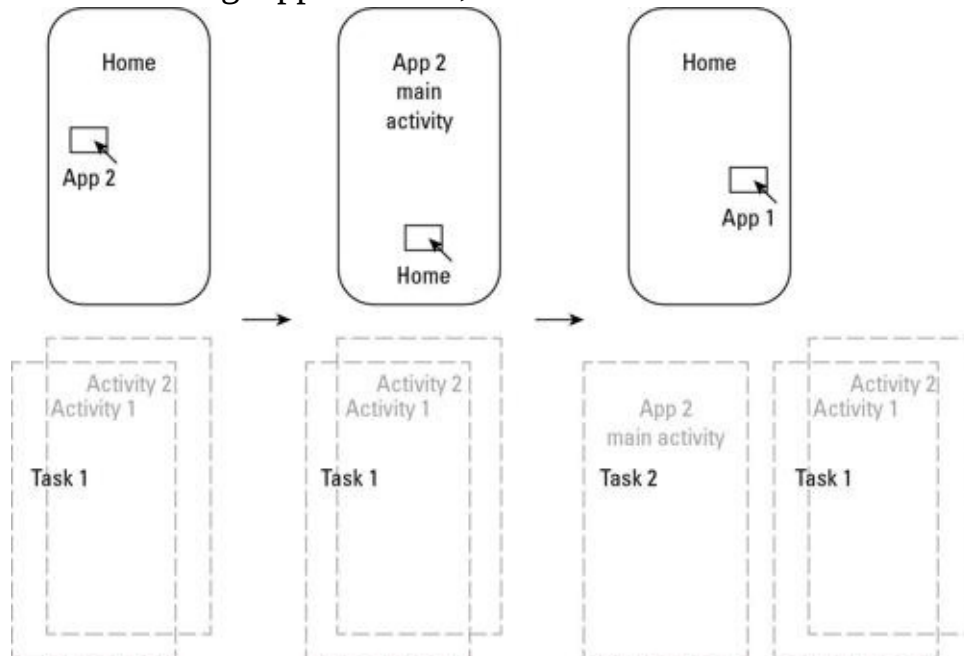 Home
App 2
App 2
main
activity
Home
Home
App 1
Activity 2
Activity 1
Task 1
Activity 2
Activity 1
Task 1
App 2
main activity
Task 2
Activity 2
Activity 1
Task 1